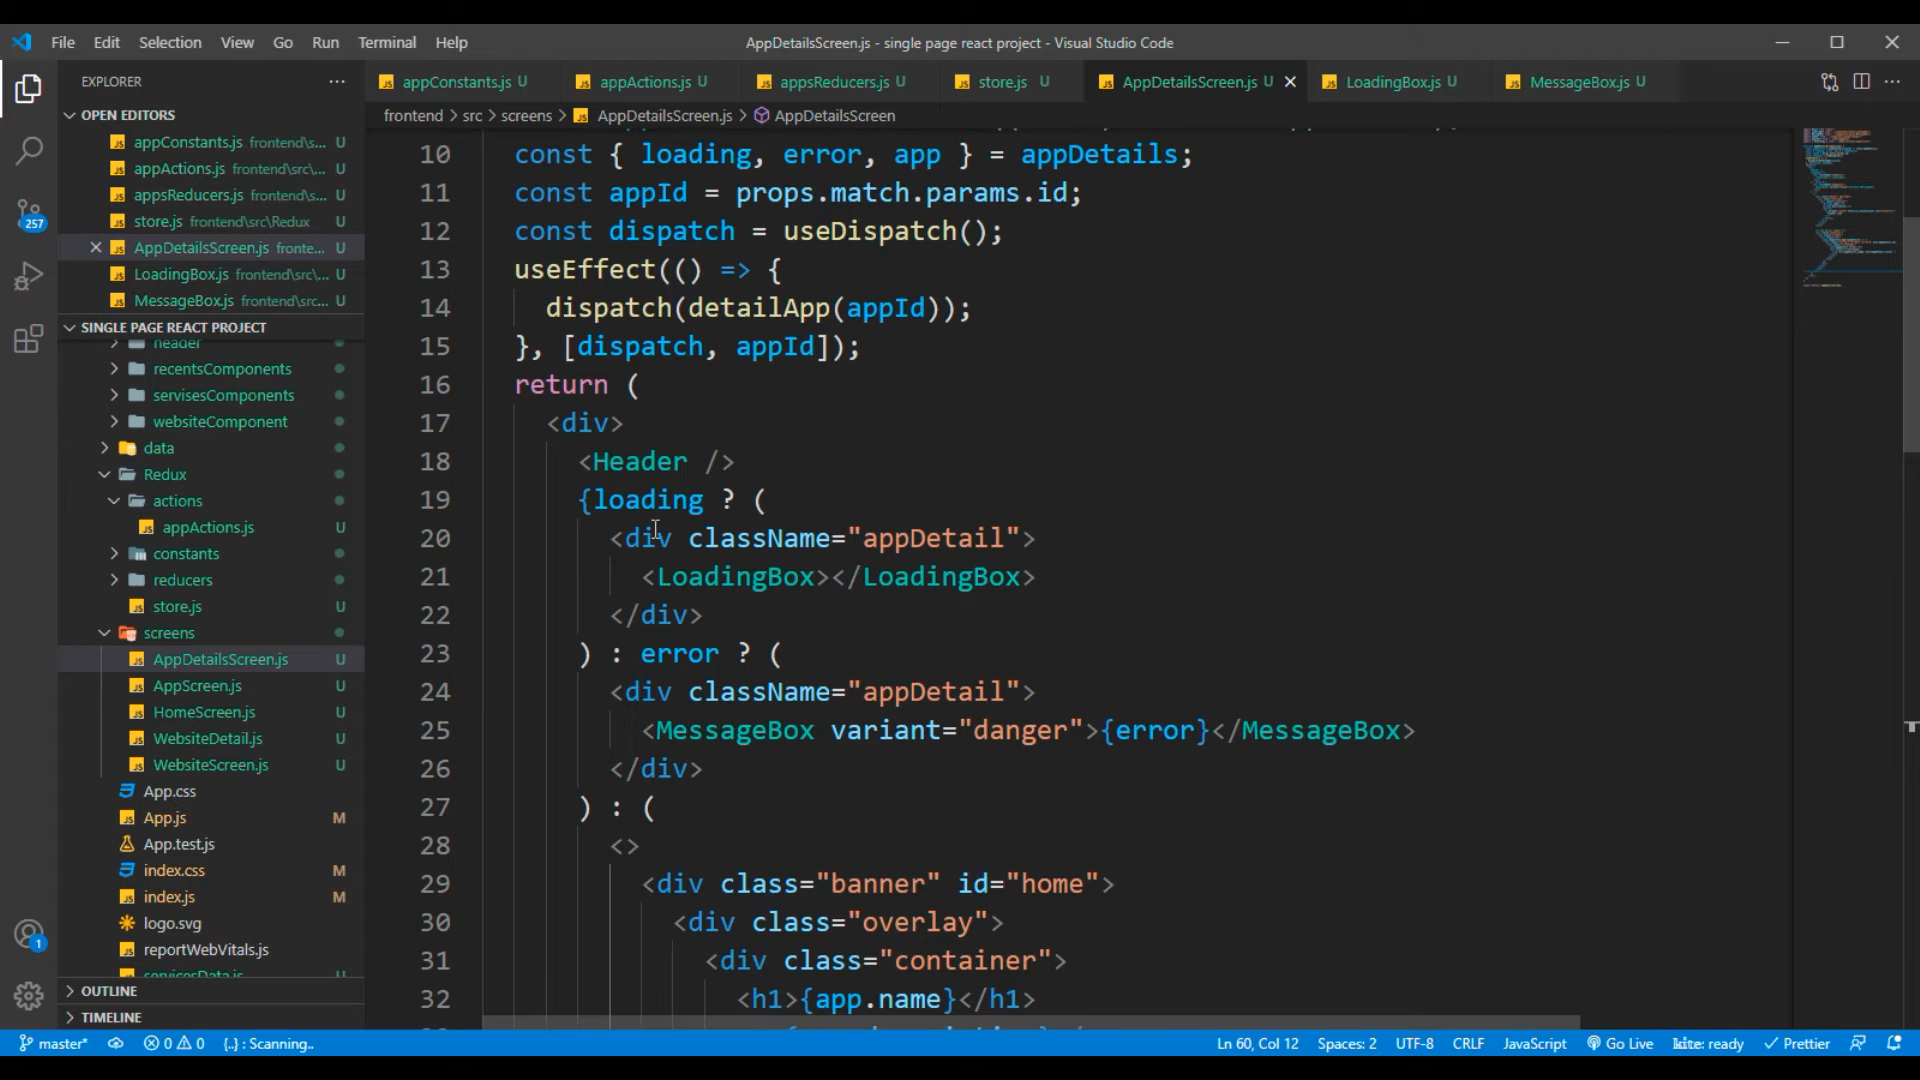 File Edit Selection View Go Run Terminal Help
AppDetailsScreen.js - single page react project - Visual Studio Code
EXPLORER
appConstants.js U
appActions.js U
appsReducers.js U
store.js U
AppDetailsScreen.js U
LoadingBox.js U
MessageBox.js U
frontend > src > screens > AppDetailsScreen.js > AppDetailsScreen
OPEN EDITORS
appConstants.js frontend\s... U
appActions.js frontend\src\... U
appsReducers.js frontend\s... U
store.js frontend\src\Redux U
AppDetailsScreen.js fronte... U
LoadingBox.js frontend\src\... U
MessageBox.js frontend\src... U
SINGLE PAGE REACT PROJECT
header
recentsComponents
servisesComponents
websiteComponent
data
Redux
actions
appActions.js U
constants
reducers
store.js U
screens
AppDetailsScreen.js U
AppScreen.js U
HomeScreen.js U
WebsiteDetail.js U
WebsiteScreen.js U
App.css
App.js M
App.test.js
index.css M
index.js M
logo.svg
reportWebVitals.js
servicesData.js U
OUTLINE
TIMELINE
257
1
10 const { loading, error, app } = appDetails;
11 const appId = props.match.params.id;
12 const dispatch = useDispatch();
13 useEffect(() => {
14 dispatch(detailApp(appId));
15 }, [dispatch, appId]);
16 return (
17 <div>
18 <Header />
19 {loading ? (
20 <div className="appDetail">
21 <LoadingBox></LoadingBox>
22 </div>
23 ) : error ? (
24 <div className="appDetail">
25 <MessageBox variant="danger">{error}</MessageBox>
26 </div>
27 ) : (
28 <>
29 <div class="banner" id="home">
30 <div class="overlay">
31 <div class="container">
32 <h1>{app.name}</h1>
master* 0 0 {..} : Scanning..
Ln 60, Col 12 Spaces: 2 UTF-8 CRLF JavaScript Go Live ready Prettier